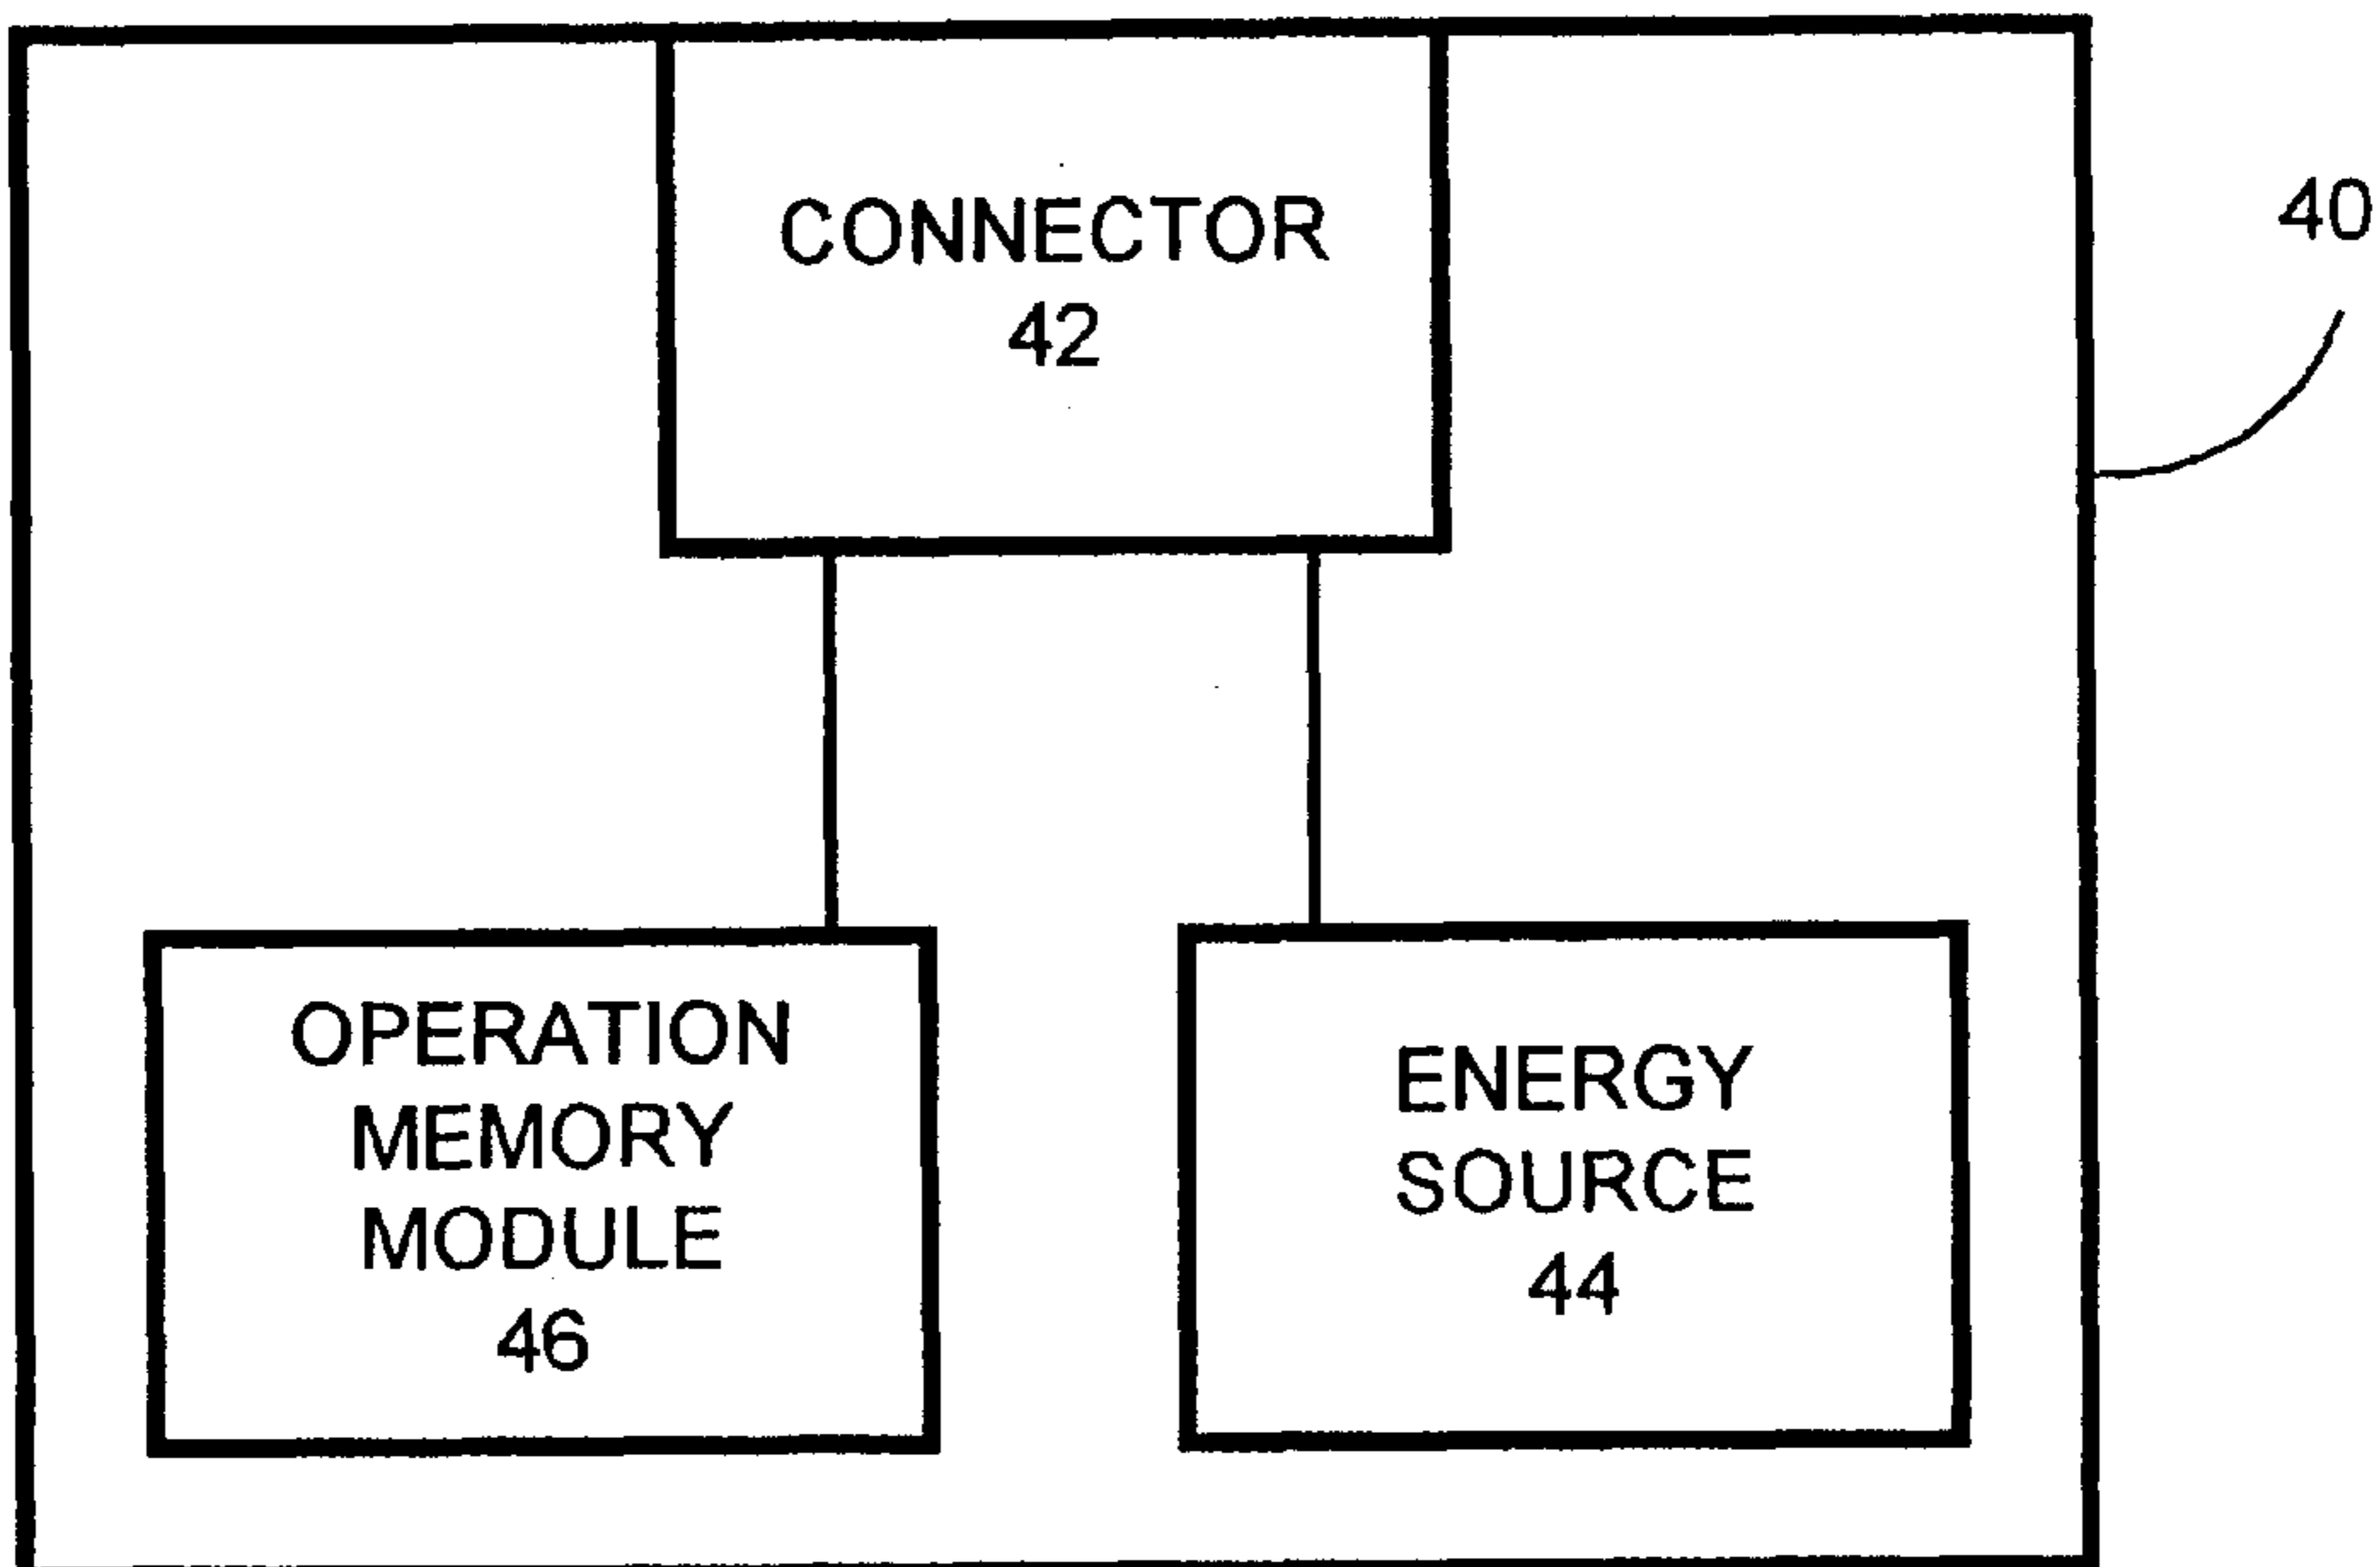 CONNECTOR
42
40
OPERATION
MEMORY
MODULE
46
ENERGY
SOURCE
44